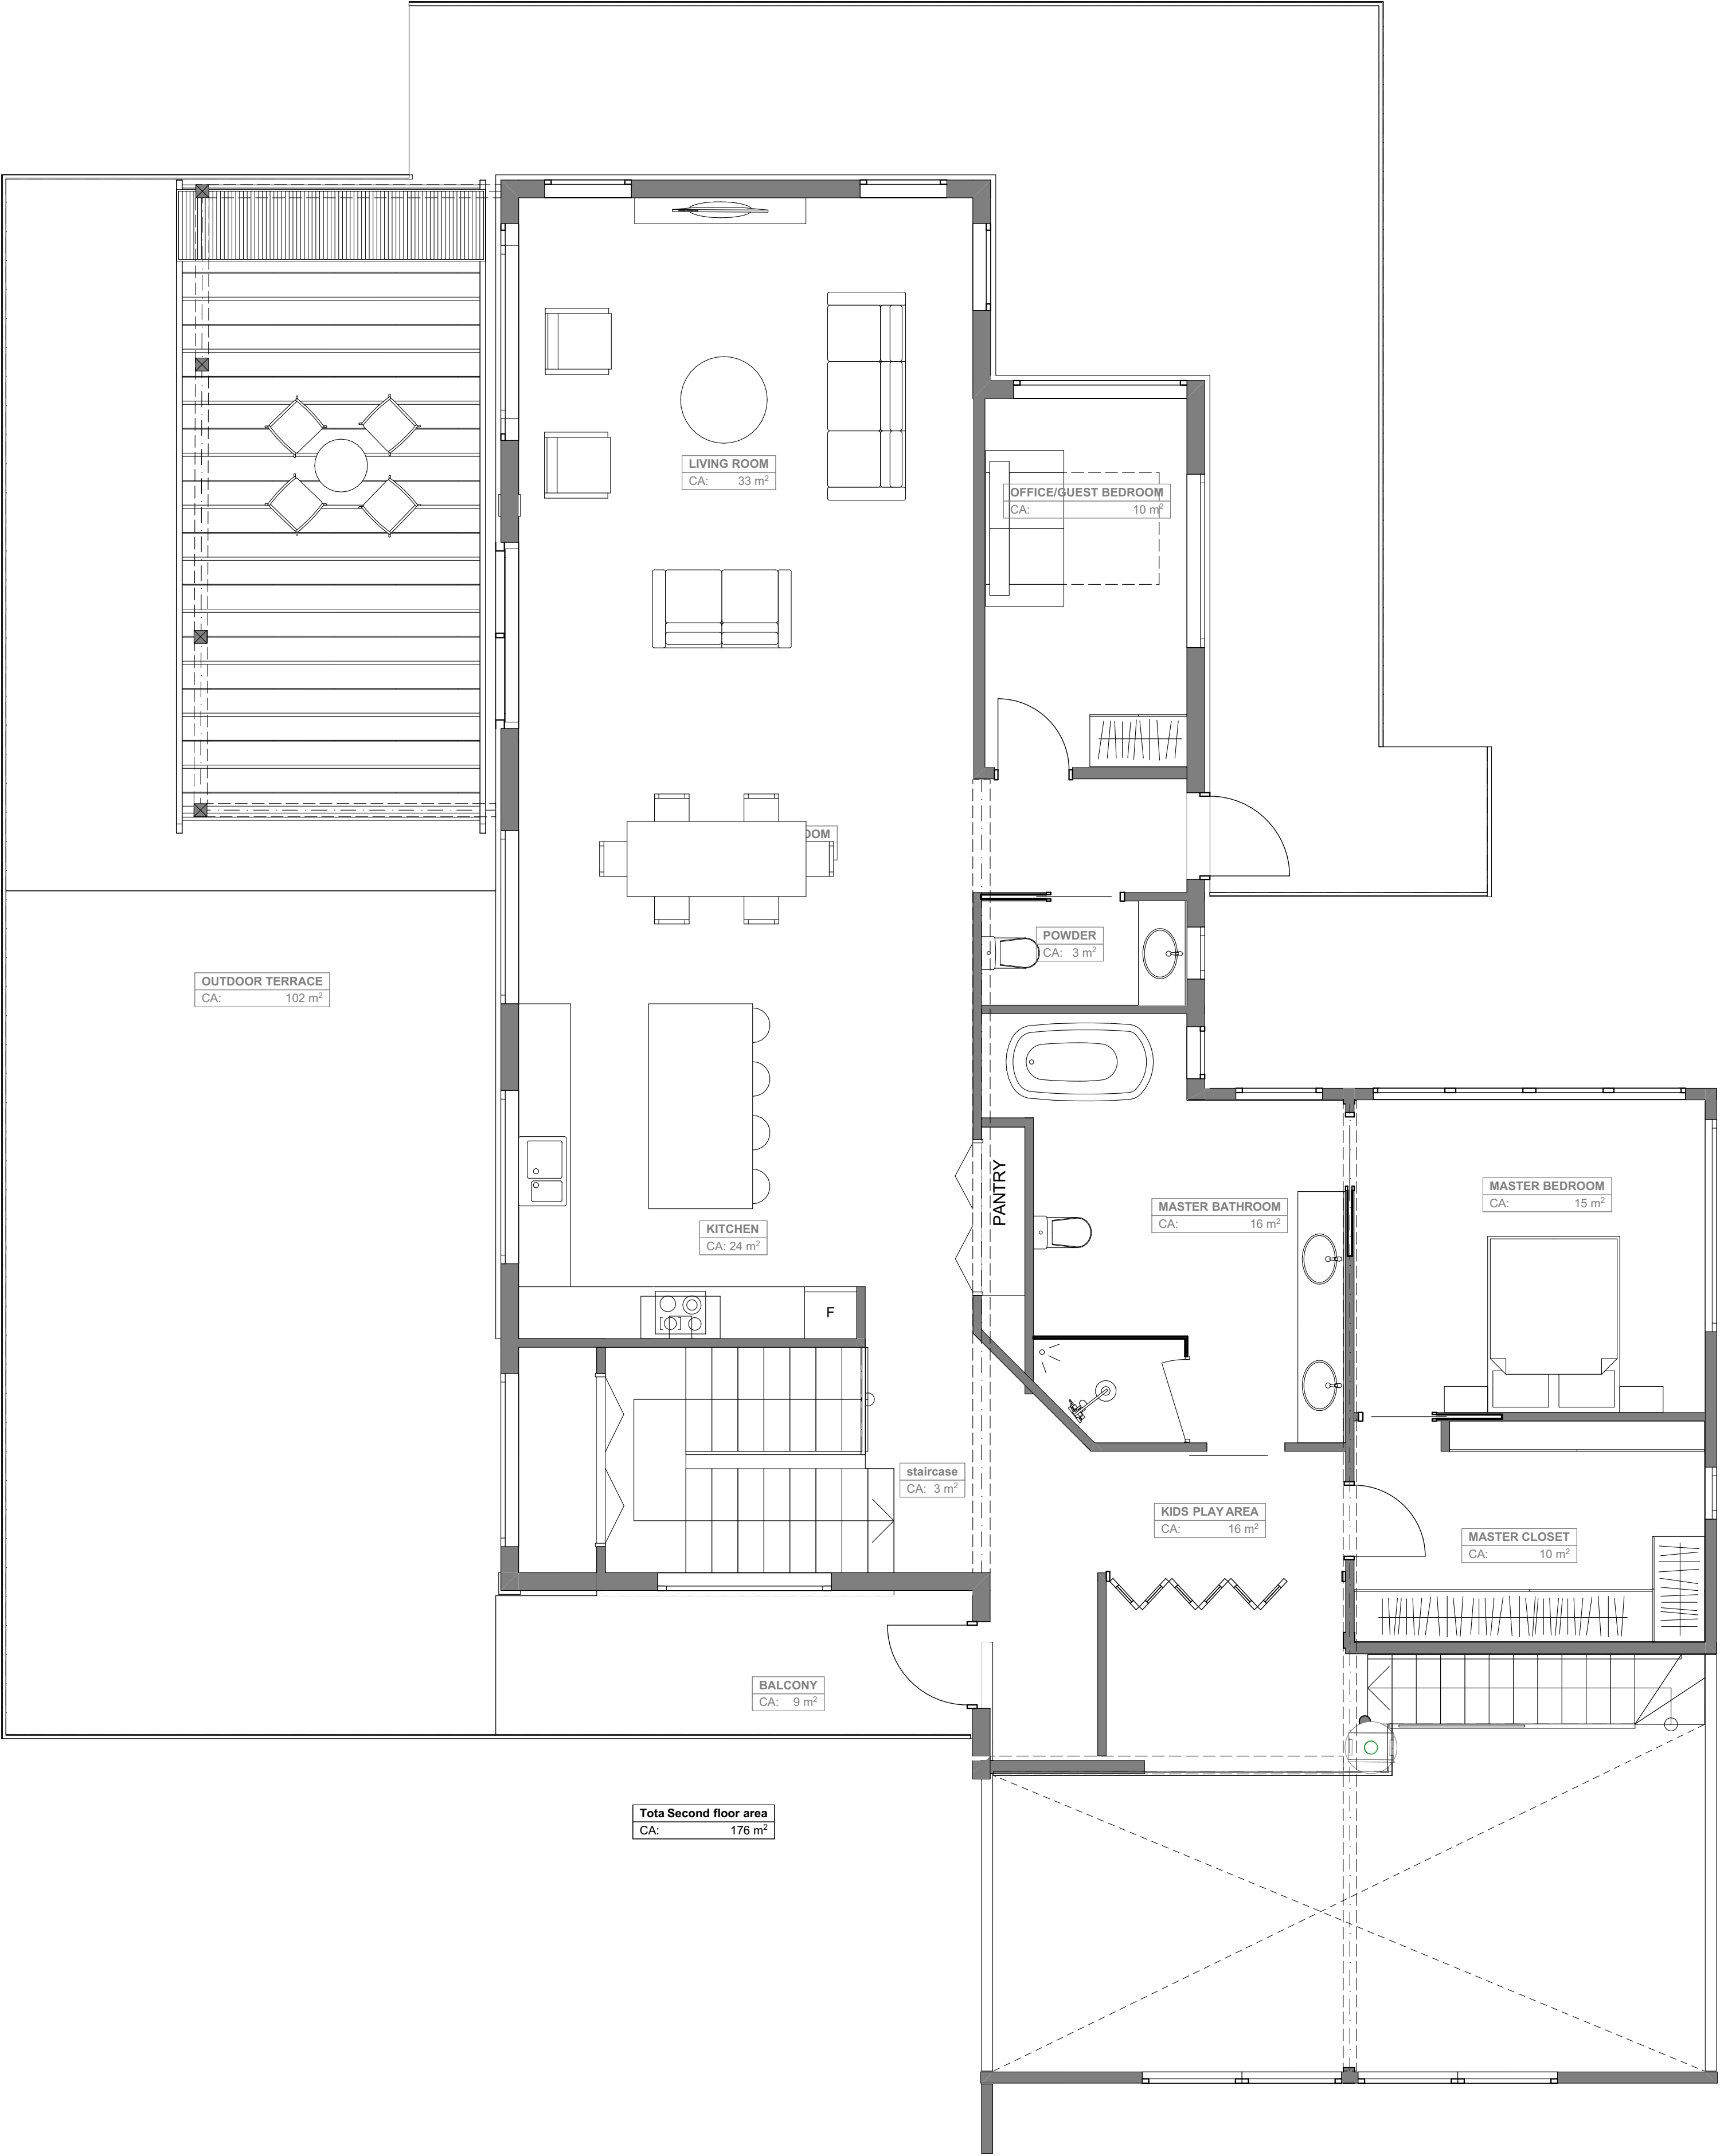 LIVING ROOM
CA: 33 m²
OFFICE/GUEST BEDROOM
CA: 10 m²
OOM
POWDER
CA: 3 m²
OUTDOOR TERRACE
CA: 102 m²
PANTRY
MASTER BEDROOM
CA: 15 m²
MASTER BATHROOM
CA: 16 m²
KITCHEN
CA: 24 m²
F
staircase
CA: 3 m²
KIDS PLAY AREA
CA: 16 m²
MASTER CLOSET
CA: 10 m²
BALCONY
CA: 9 m²
Tota Second floor area
CA: 176 m²